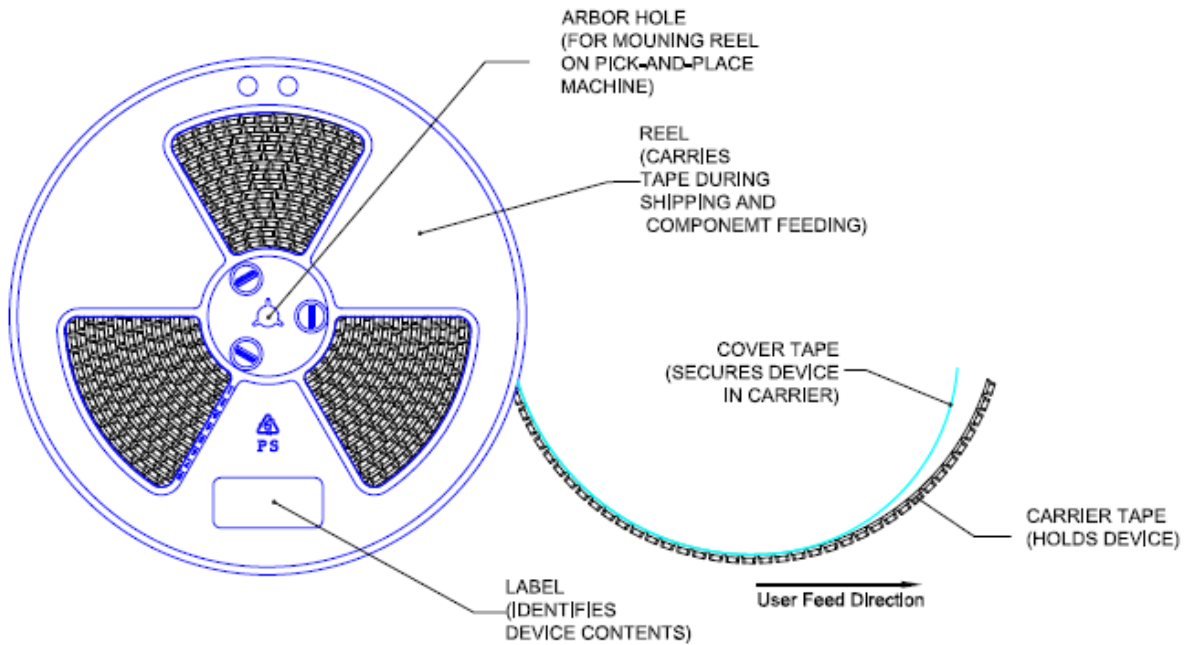 ARBOR HOLE
(FOR MOUNING REEL
ON PICK-AND-PLACE
MACHINE)
REEL
(CARRIES
TAPE DURING
SHIPPING AND
COMPONEMT FEEDING)
COVER TAPE
(SECURES DEVICE
IN CARRIER)
CARRIER TAPE
(HOLDS DEVICE)
6
PS
LABEL
(IDENTIFIES
DEVICE CONTENTS)
User Feed Direction